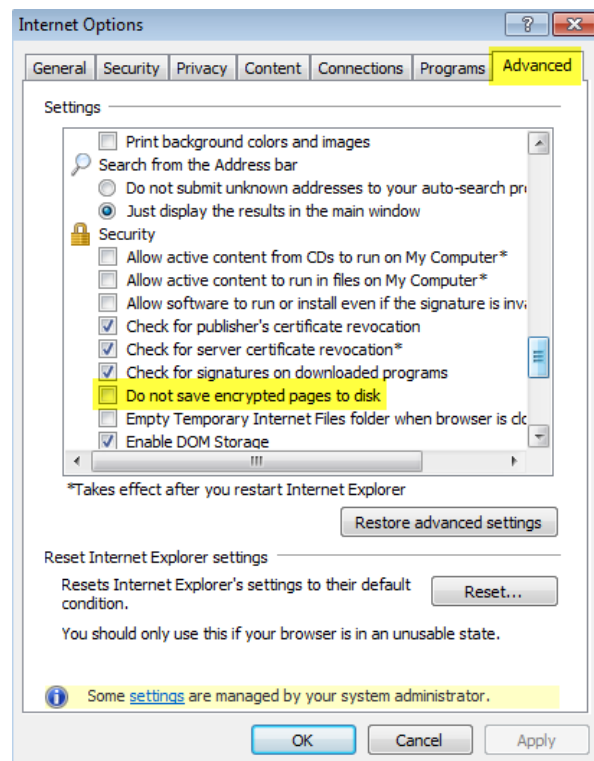 Internet Options
General Security Privacy Content Connections Programs Advanced
Settings
Print background colors and images
Search from the Address bar
Do not submit unknown addresses to your auto-search
Just display the results in the main window
Security
Allow active content from CDs to run on My Computer*
Allow active content to run in files on My Computer*
Allow software to run or install even if the signature is
Check for publisher's certificate revocation
Check for server certificate revocation*
Check for signatures on downloaded programs
Do not save encrypted pages to disk
Empty Temporary Internet Files folder when browser is
Enable DOM Storage
*Takes effect after you restart Internet Explorer
Restore advanced settings
Reset Internet Explorer settings
Resets Internet Explorer's settings to their default
condition.
Reset...
You should only use this if your browser is in an unusable state.
Some settings are managed by your system administrator.
OK Cancel Apply